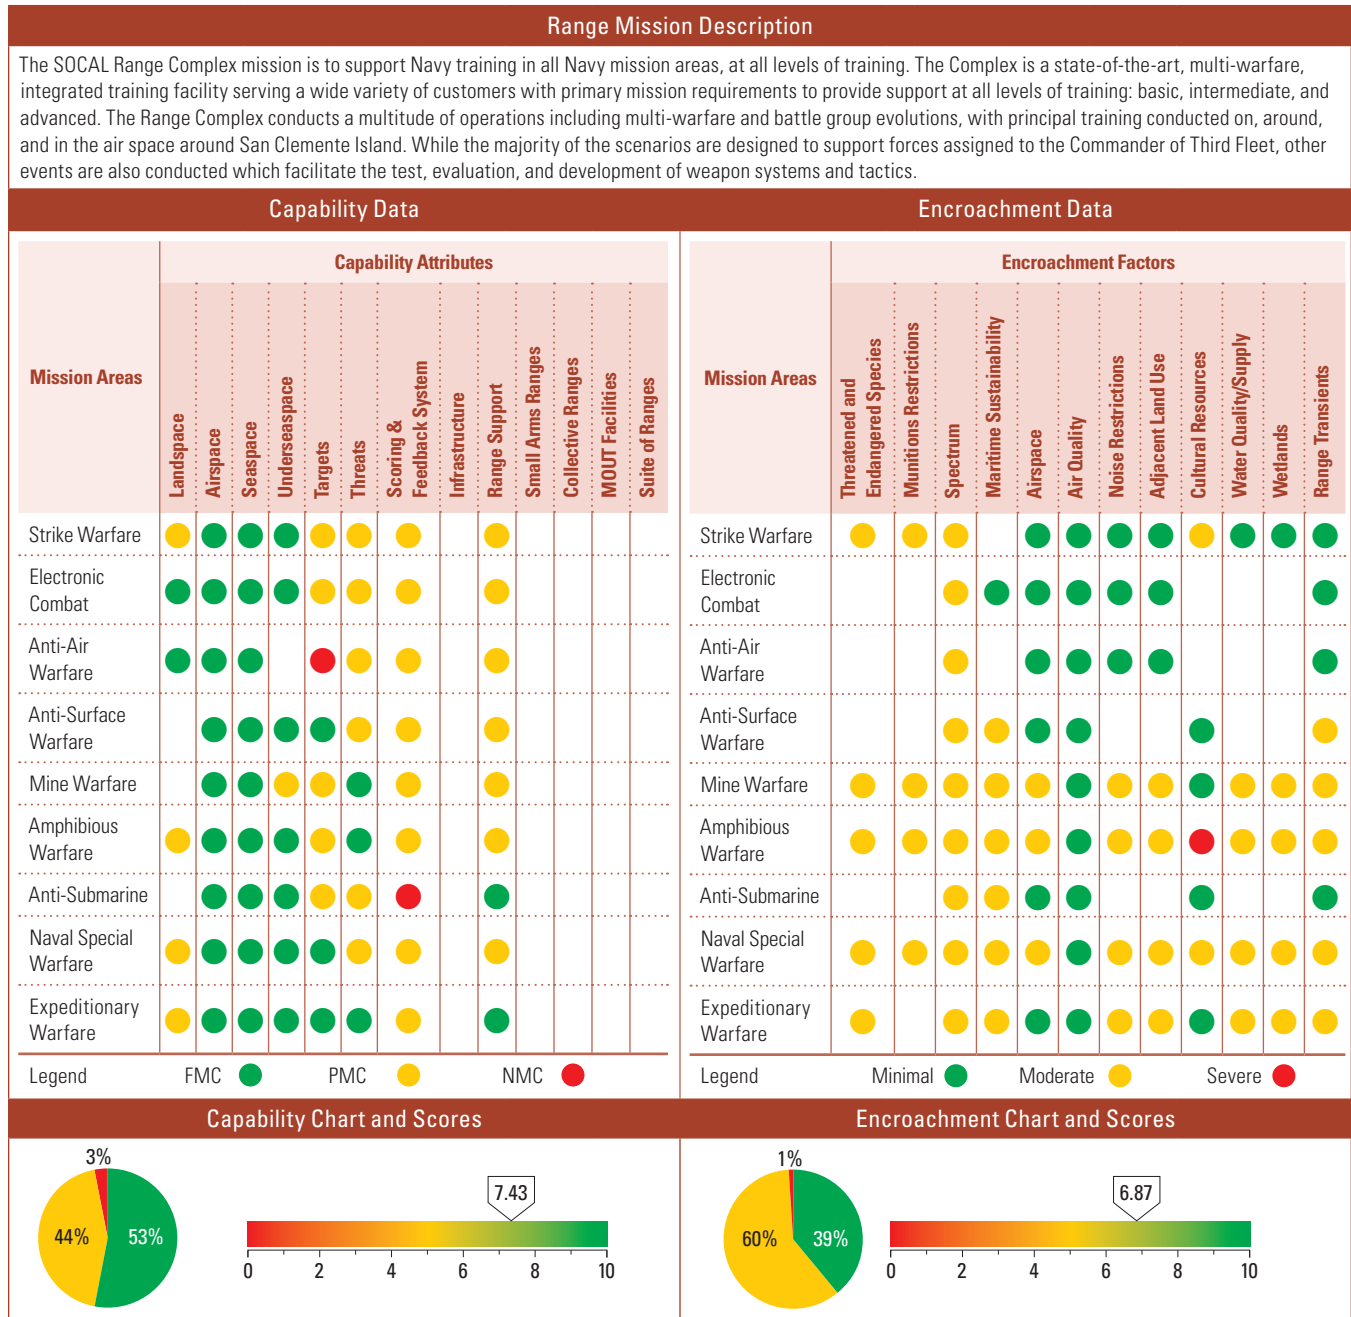 Range Mission Description
The SOCAL Range Complex mission is to support Navy training in all Navy mission areas, at all levels of training. The Complex is a state-of-the-art, multi-warfare,
integrated training facility serving a wide variety of customers with primary mission requirements to provide support at all levels of training: basic, intermediate, and
advanced. The Range Complex conducts a multitude of operations including multi-warfare and battle group evolutions, with principal training conducted on, around,
and in the air space around San Clemente Island. While the majority of the scenarios are designed to support forces assigned to the Commander of Third Fleet, other
events are also conducted which facilitate the test, evaluation, and development of weapon systems and tactics.
Capability Data
Mission Areas
Capability Attributes
Landspace
Airspace
Seaspace
Underseaspace
Targets
Threats
Scoring &
Feedback System
Infrastructure
Range Support
Small Arms Ranges
Collective Ranges
MOUT Facilities
Suite of Ranges
Strike Warfare
Electronic
Combat
Anti-Air
Warfare
Anti-Surface
Warfare
Mine Warfare
Amphibious
Warfare
Anti-Submarine
Naval Special
Warfare
Expeditionary
Warfare
Legend FMC PMC NMC
Encroachment Data
Mission Areas
Encroachment Factors
Threatened and
Endangered Species
Munitions Restrictions
Spectrum
Maritime Sustainability
Airspace
Air Quality
Noise Restrictions
Adjacent Land Use
Cultural Resources
Water Quality/Supply
Wetlands
Range Transients
Strike Warfare
Electronic
Combat
Anti-Air
Warfare
Anti-Surface
Warfare
Mine Warfare
Amphibious
Warfare
Anti-Submarine
Naval Special
Warfare
Expeditionary
Warfare
Legend Minimal Moderate Severe
Capability Chart and Scores
3%
44%
53%
7.43
0 2 4 6 8 10
Encroachment Chart and Scores
1%
60%
39%
6.87
0 2 4 6 8 10